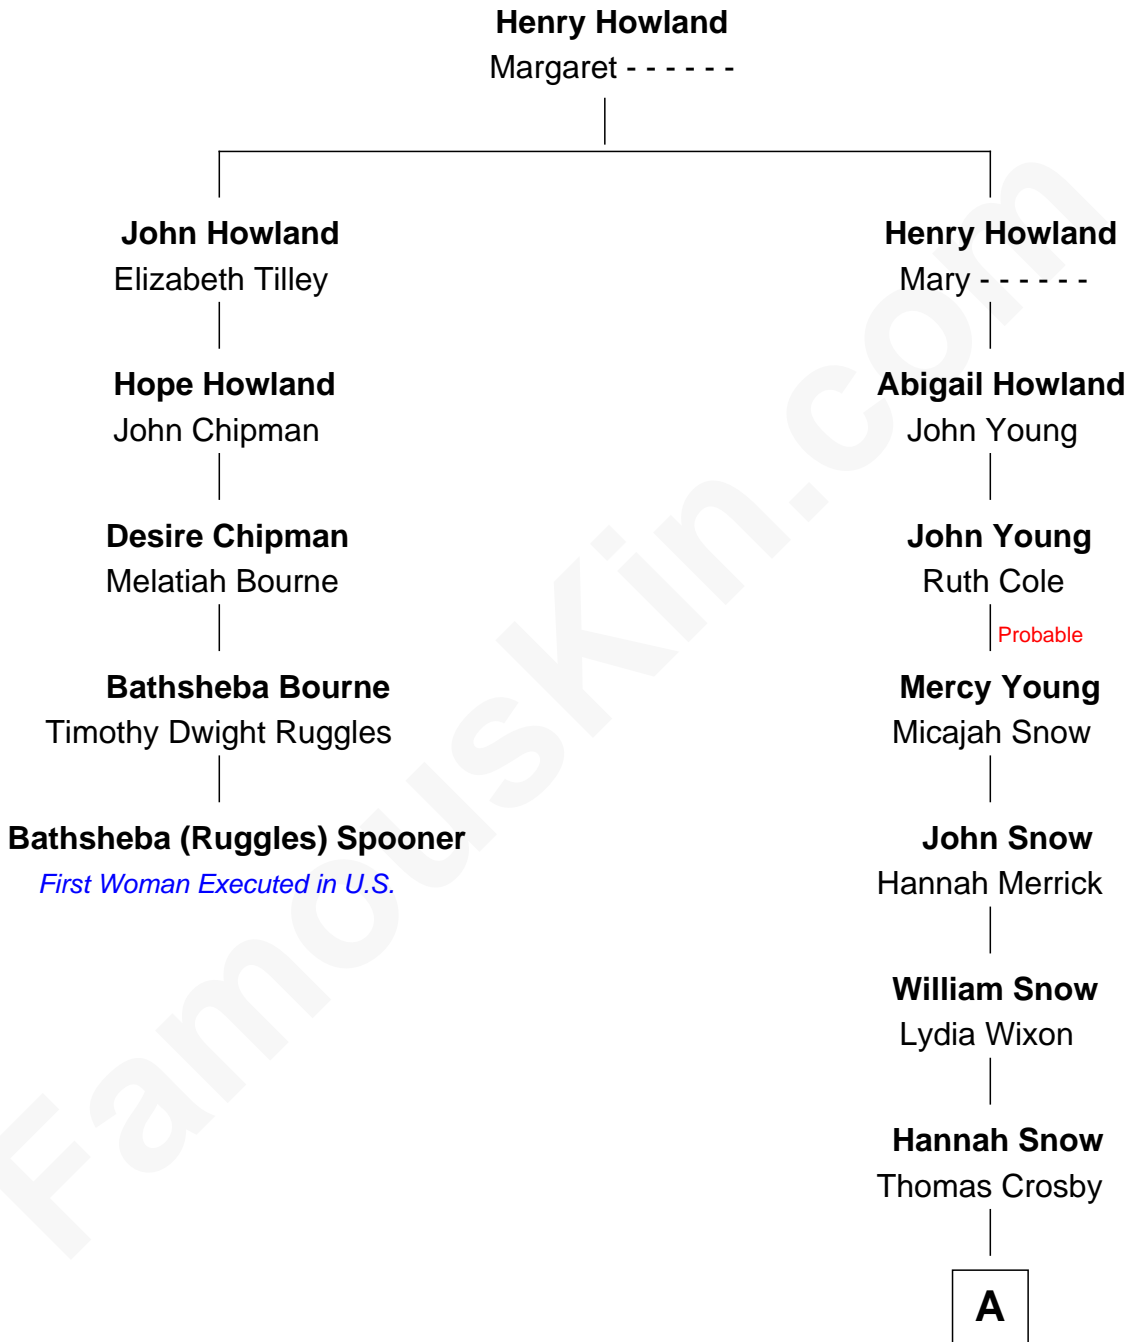 Henry Howland
Margaret - - - - - -
John Howland
Elizabeth Tilley
Henry Howland
Mary - - - - - -
Hope Howland
John Chipman
Abigail Howland
John Young
Desire Chipman
Melatiah Bourne
John Young
Ruth Cole
Probable
Bathsheba Bourne
Timothy Dwight Ruggles
Mercy Young
Micajah Snow
Bathsheba (Ruggles) Spooner
First Woman Executed in U.S.
John Snow
Hannah Merrick
William Snow
Lydia Wixon
Hannah Snow
Thomas Crosby
A
FamousKin.com